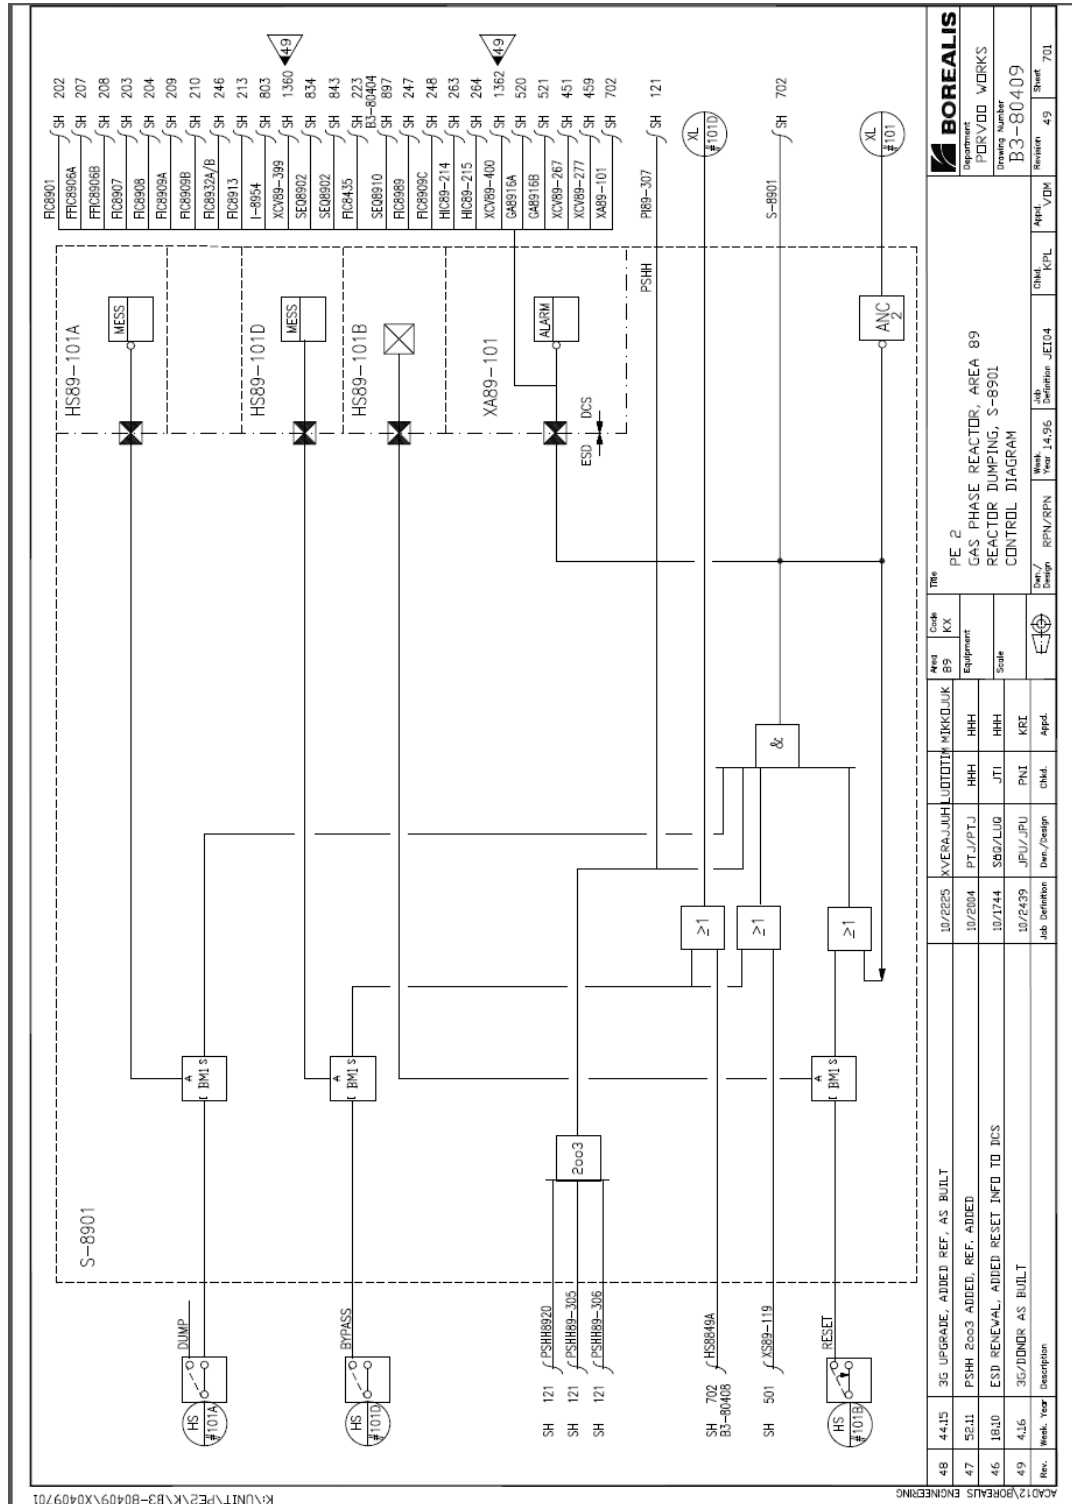 S-8901
HS
#101A
DUMP
HS
#101D
BYPASS
SH 121 PSHH8920
SH 121 PSHH89-305
SH 121 PSHH89-306
SH 702 HS8849A
B3-80408
SH 501 XS89-119
HS
#101B
RESET
A
BM1 S
A
BM1 S
A
BM1 S
2oo3
≥1
≥1
≥1
&
HS89-101A
MESS
HS89-101D
MESS
HS89-101B
XA89-101
ALARM
ESD
DCS
PSHH
ANC
2
FIC8901 SH 202
FFIC8906A SH 207
FFIC8906B SH 208
FIC8907 SH 203
FIC8908 SH 204
FIC8909A SH 209
FIC8909B SH 210
FIC8932A/B SH 246
FIC8913 SH 213
I-8954 SH 803
XCV89-399 SH 1360
49
SEQ8902 SH 834
SEQ8902 SH 843
FIC8435 SH 223
B3-80404
SEQ8910 SH 897
FIC8989 SH 247
FIC8909C SH 248
HIC89-214 SH 263
HIC89-215 SH 264
XCV89-400 SH 1362
49
GA8916A SH 520
GA8916B SH 521
XCV89-267 SH 451
XCV89-277 SH 459
XA89-101 SH 702
PI89-307 SH 121
XL
#101D
S-8901 SH 702
XL
#101
48 44.15 3G UPGRADE, ADDED REF, AS BUILT 10/2225 XVERAJJUH LUOTOTIM MIKKOJUK
47 52.11 PSHH 2oo3 ADDED, REF. ADDED 10/2004 PTJ/PTJ HHH HHH
46 18.10 ESD RENEWAL, ADDED RESET INFO TO DCS 10/1744 SBQ/LUQ JTI HHH
49 4.16 3G/DONOR AS BUILT 10/2439 JPU/JPU PNI KRI
Rev. Week. Year Description Job Definition Dwn./Design Chkd. Appd.
Area
89
Code
KX
Equipment
Scale
Title
PE 2
GAS PHASE REACTOR, AREA 89
REACTOR DUMPING, S-8901
CONTROL DIAGRAM
Dwn./
Design RPN/RPN
Week.
Year 14.96
Job
Definition JEI04
Chkd. KPL
Appd. VOM
BOREALIS
Department
PORVOO WORKS
Drawing Number
B3-80409
Revision 49
Sheet 701
K:\UNIT\PE2\K\B3-80409\X0409701
ACAD12\BOREALIS ENGINEERING